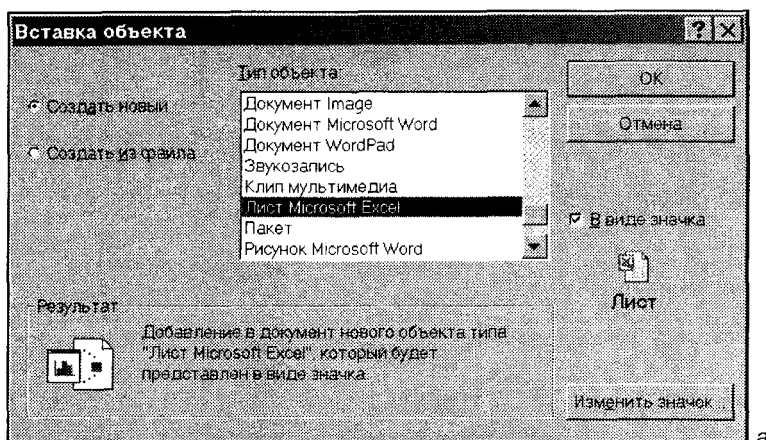 Вставка объекта
Тип объекта:
Создать новый
Создать из файла
Документ Image
Документ Microsoft Word
Документ WordPad
Звукозапись
Клип мультимедиа
Лист Microsoft Excel
Пакет
Рисунок Microsoft Word
ОК
Отмена
В виде значка
Лист
Результат
Добавление в документ нового объекта типа
"Лист Microsoft Excel", который будет
представлен в виде значка.
Изменить значок...
а